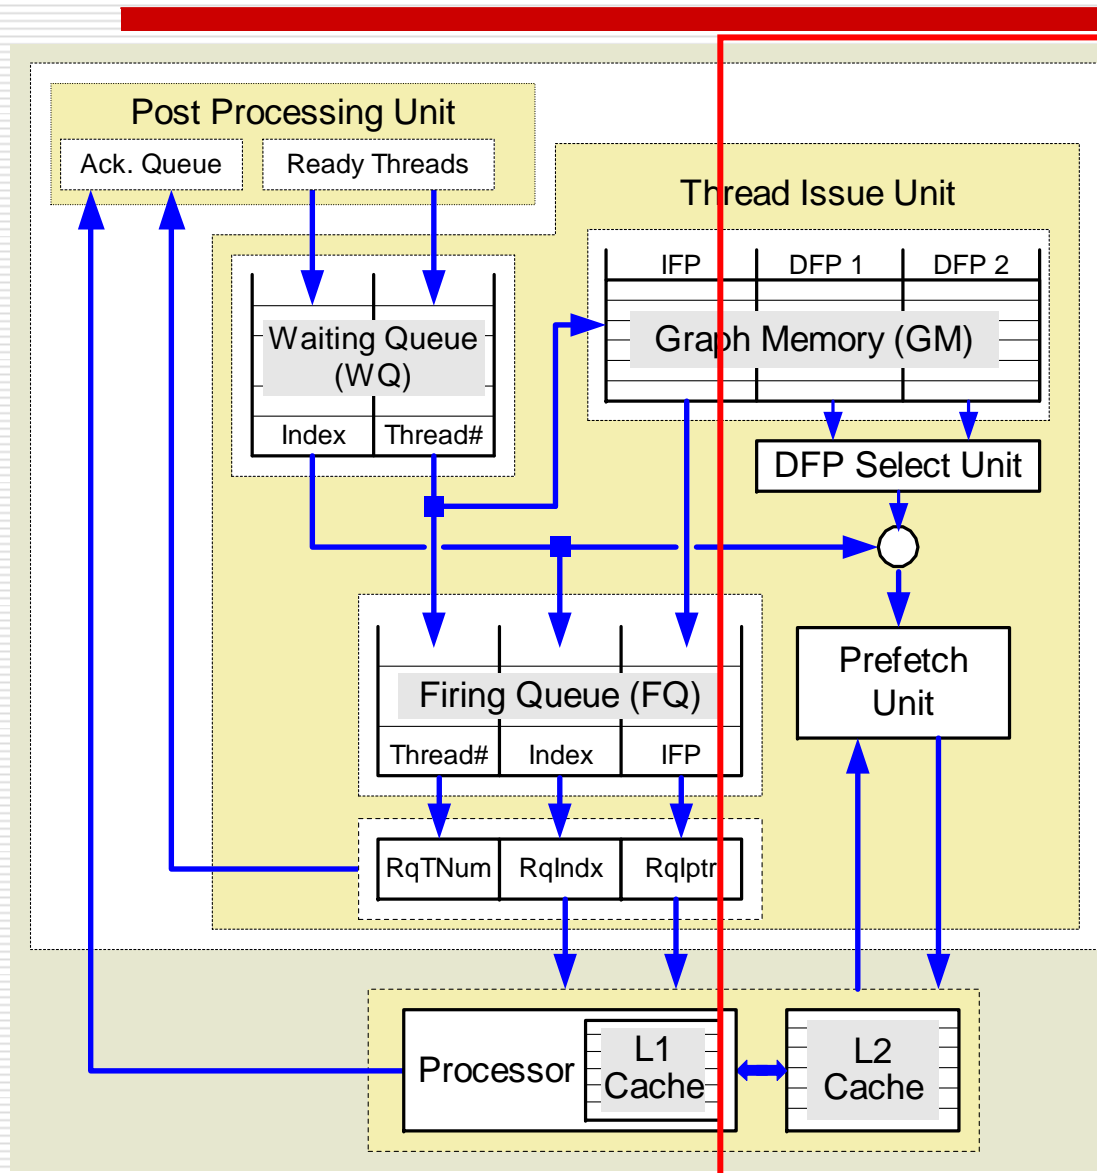 Post Processing Unit
Ack. Queue
Ready Threads
Thread Issue Unit
IFP
DFP 1
DFP 2
Graph Memory (GM)
Waiting Queue
(WQ)
Index
Thread#
DFP Select Unit
Prefetch
Unit
Firing Queue (FQ)
Thread#
Index
IFP
RqTNum
RqIndx
RqIptr
Processor
L1
Cache
L2
Cache